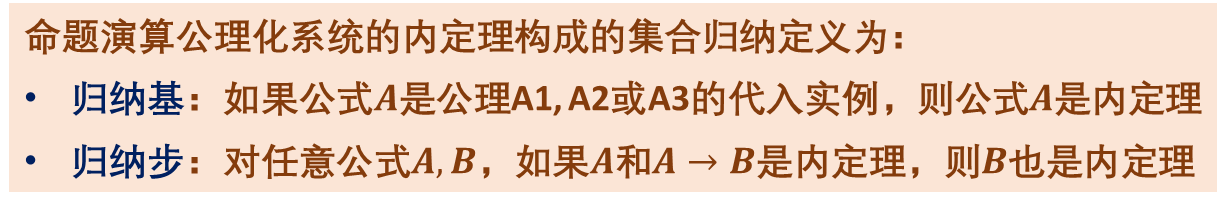 命题演算公理化系统的内定理构成的集合归纳定义为：
• 归纳基：如果公式A是公理A1, A2或A3的代入实例，则公式A是内定理
• 归纳步：对任意公式A, B，如果A和A → B是内定理，则B也是内定理